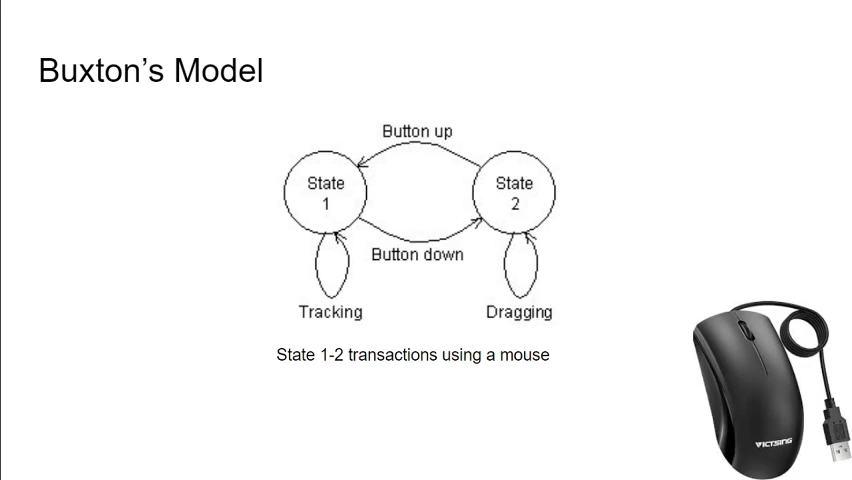 Buxton's Model
Button up
State
1
State
2
Button down
Tracking
Dragging
State 1-2 transactions using a mouse
VICTSING